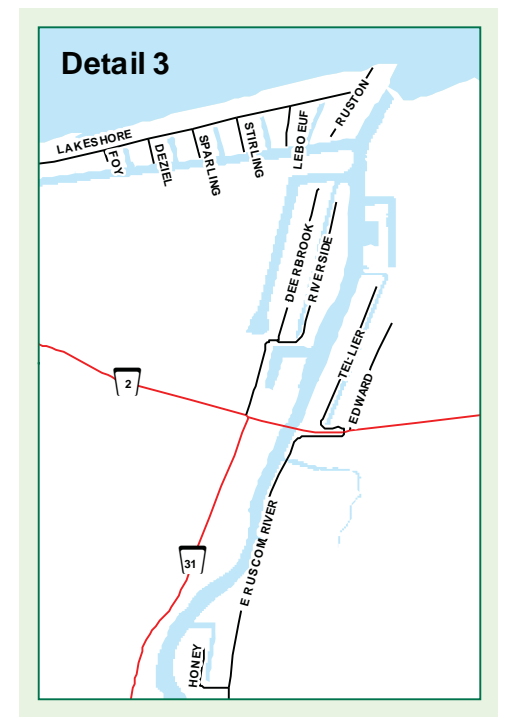 Detail 3
LAKESHORE
FOY
DEZIEL
SPARLING
STIRLING
LEBOEUF
RUSTON
DEERBROOK
RIVERSIDE
TELLIER
EDWARD
2
E RUSCOM RIVER
31
HONEY